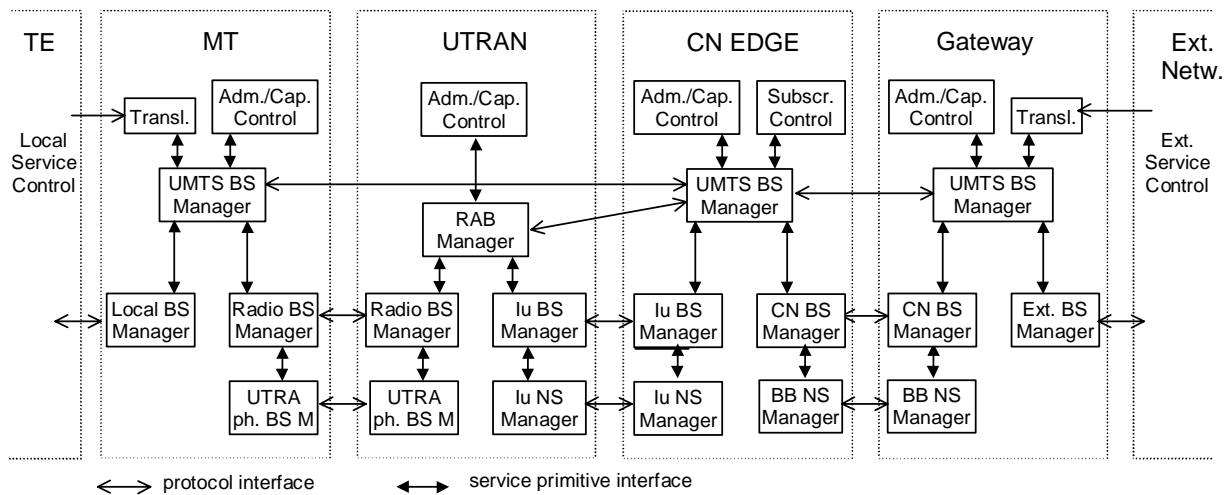 TE
MT
UTRAN
CN EDGE
Gateway
Ext.
Netw.
Transl.
Adm./Cap.
Control
Adm./Cap.
Control
Adm./Cap.
Control
Subscr.
Control
Adm./Cap.
Control
Transl.
Local
Service
Control
Ext.
Service
Control
UMTS BS
Manager
RAB
Manager
UMTS BS
Manager
UMTS BS
Manager
Local BS
Manager
Radio BS
Manager
Radio BS
Manager
Iu BS
Manager
Iu BS
Manager
CN BS
Manager
CN BS
Manager
Ext. BS
Manager
UTRA
ph. BS M
UTRA
ph. BS M
Iu NS
Manager
Iu NS
Manager
BB NS
Manager
BB NS
Manager
protocol interface
service primitive interface